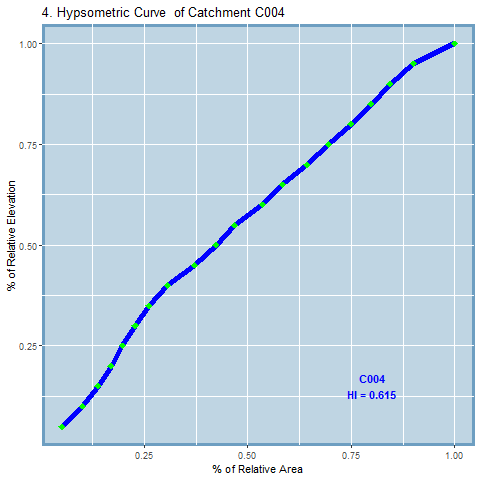 4. Hypsometric Curve  of Catchment C004
1.00
0.75
0.50
0.25
% of Relative Elevation
C004
HI = 0.615
0.25
0.50
0.75
1.00
% of Relative Area